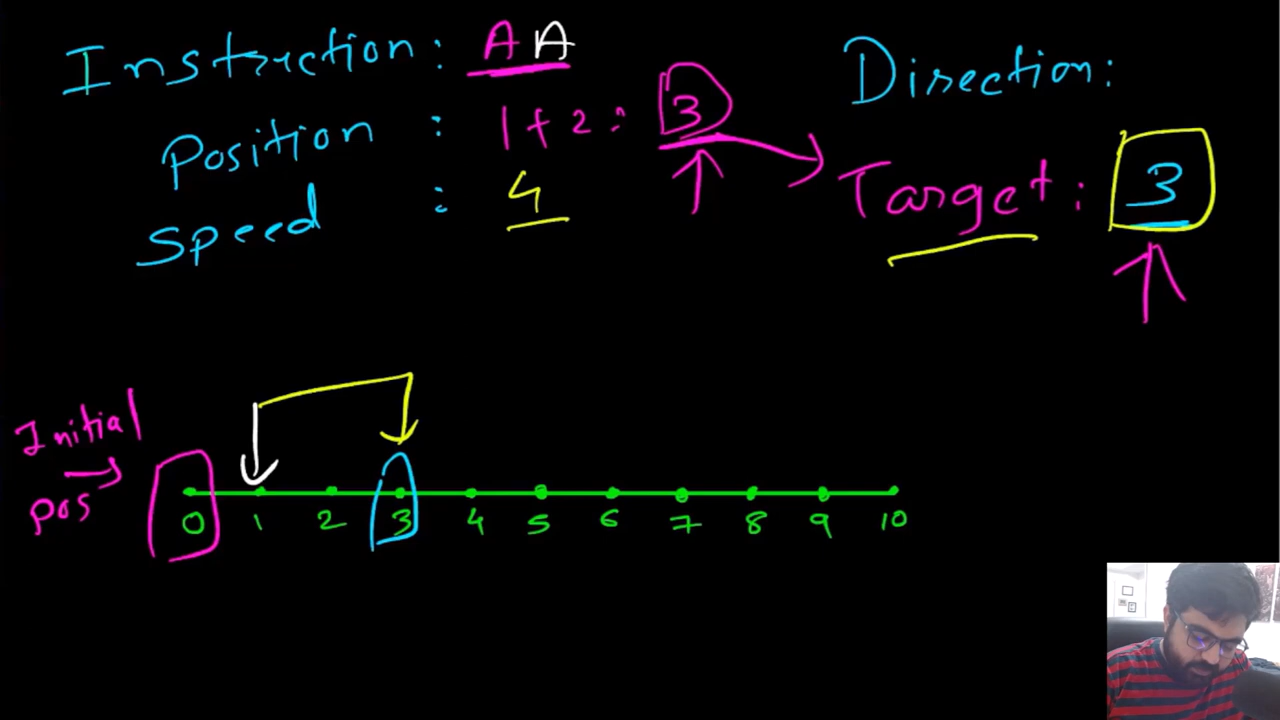 Instruction: AA
Position : 1 + 2 = 3
Speed : 4
Direction:
Target: 3
Initial
pos
0 1 2 3 4 5 6 7 8 9 10